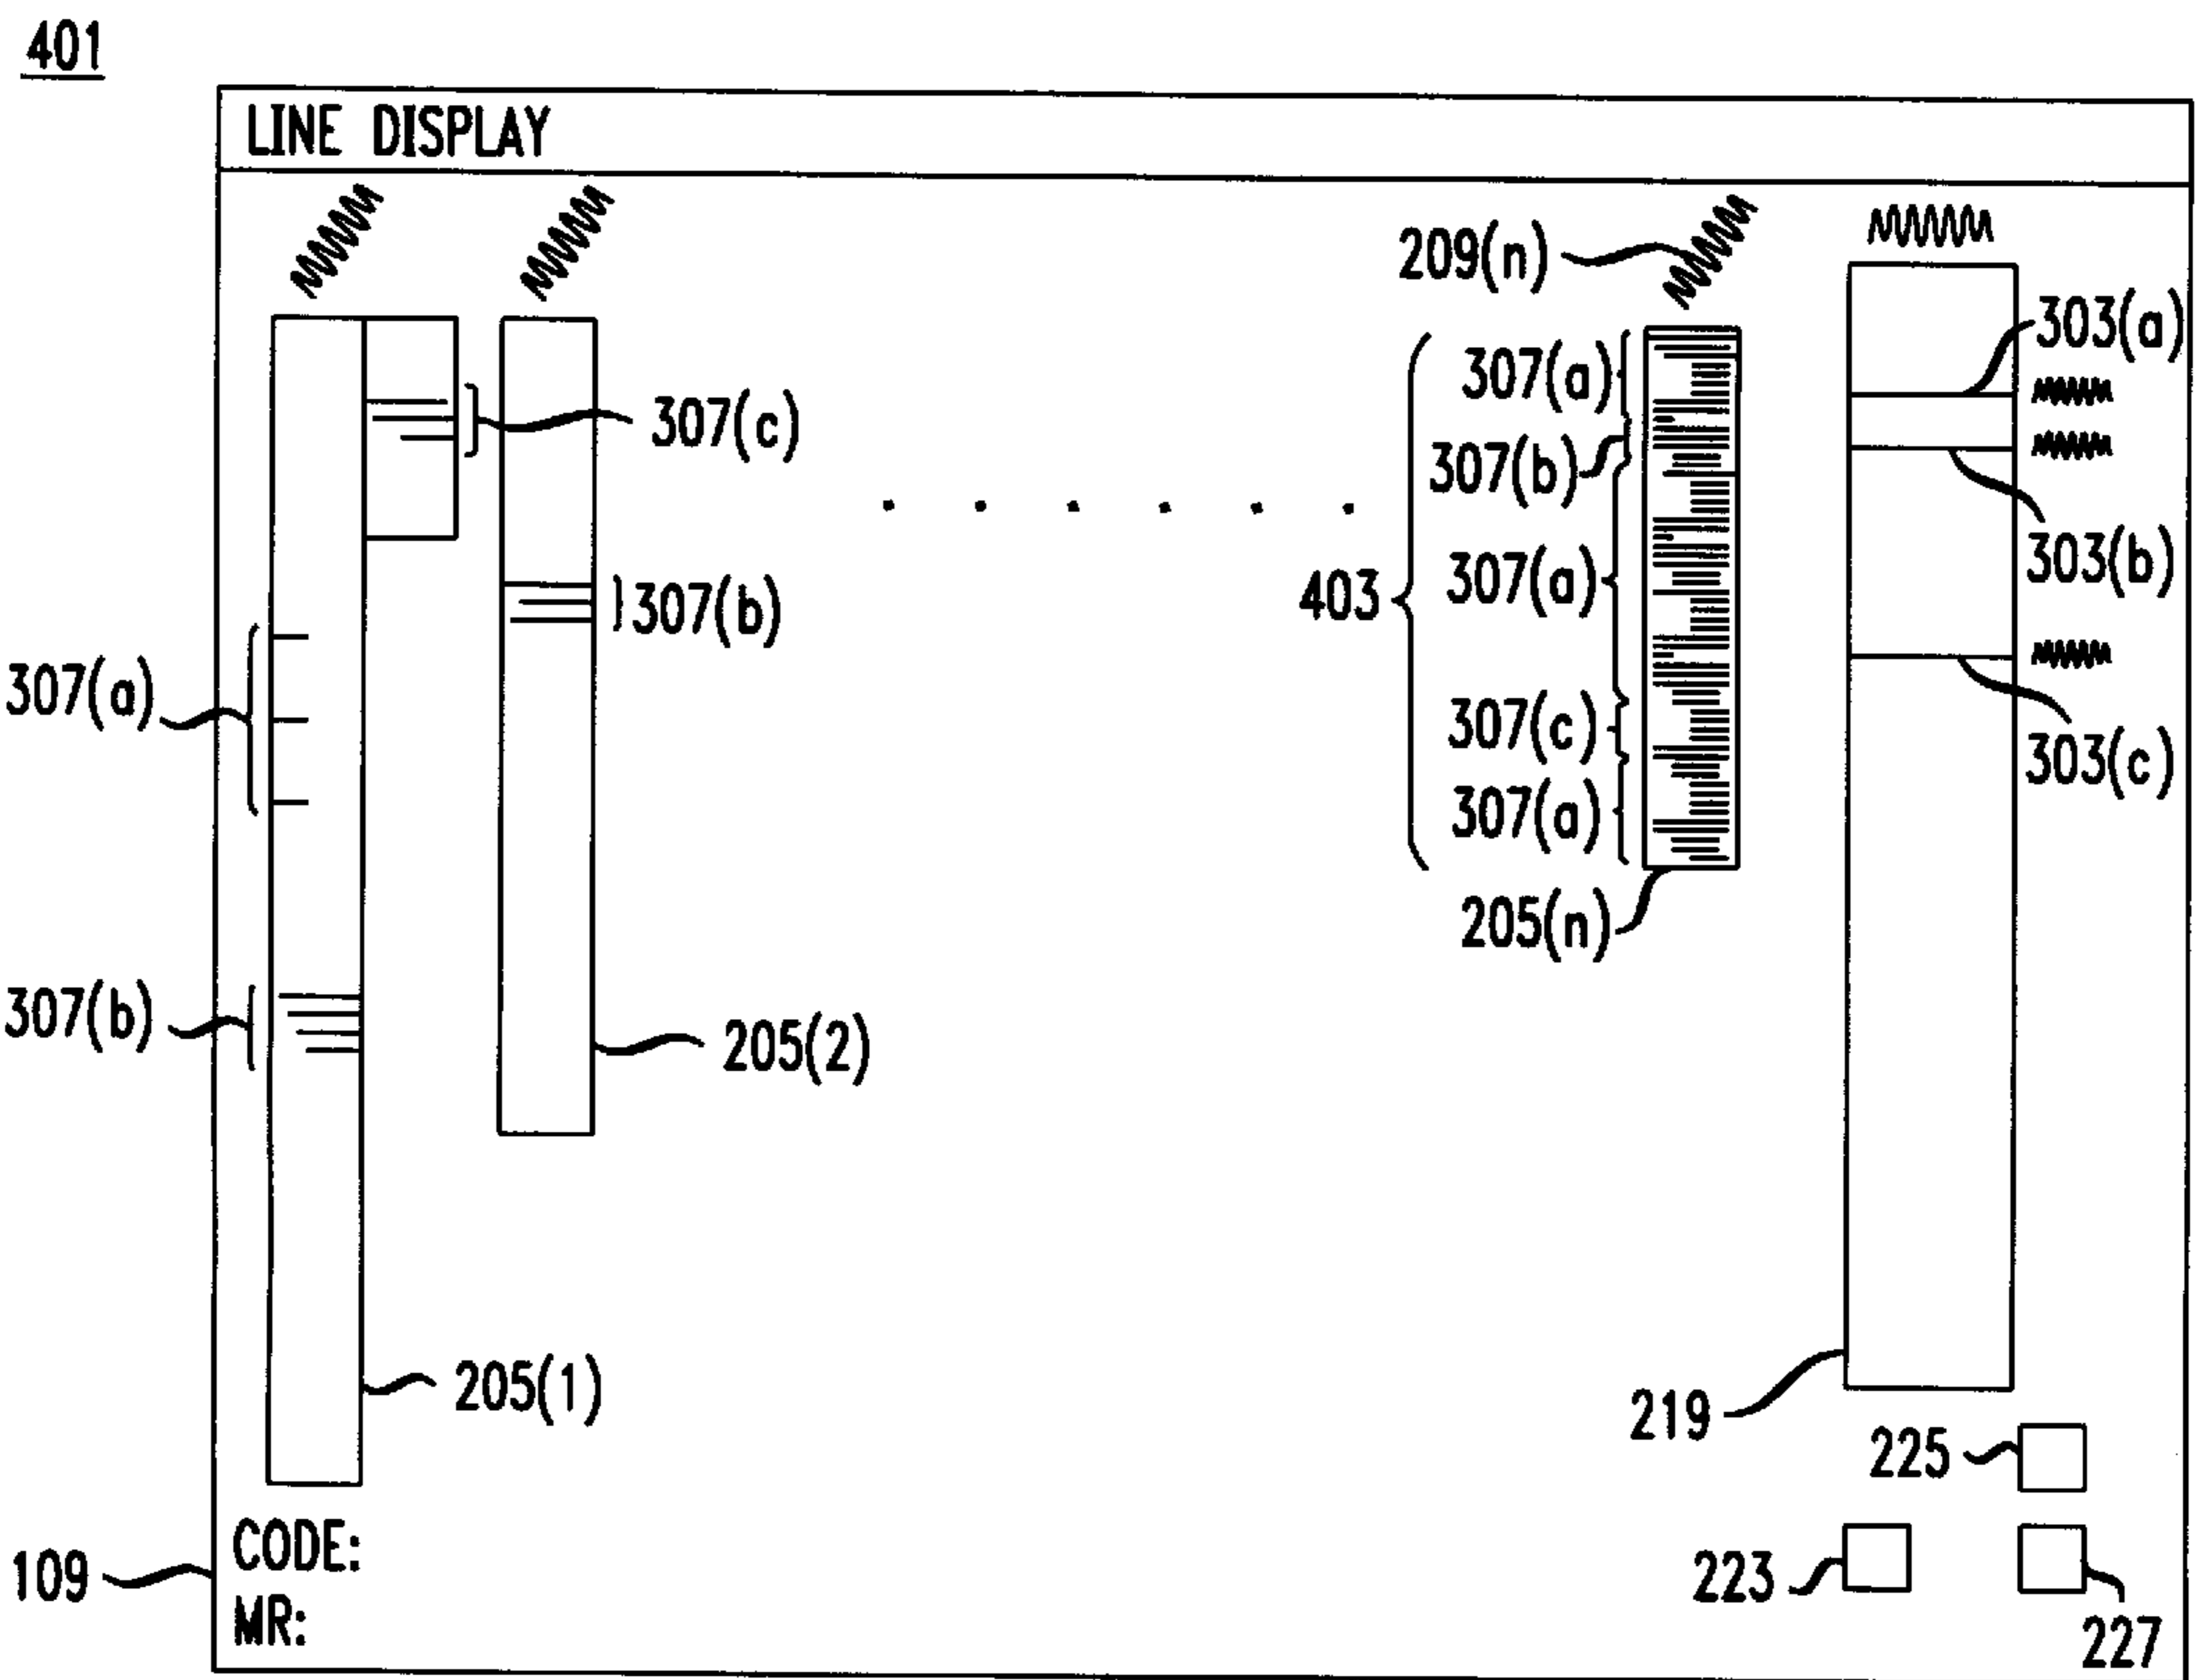 401
LINE DISPLAY
209(n)
303(a)
307(a)
307(c)
307(b)
303(b)
403
307(a)
307(b)
307(a)
307(c)
303(c)
307(a)
205(n)
307(b)
205(2)
205(1)
219
225
CODE:
109
223
MR:
227